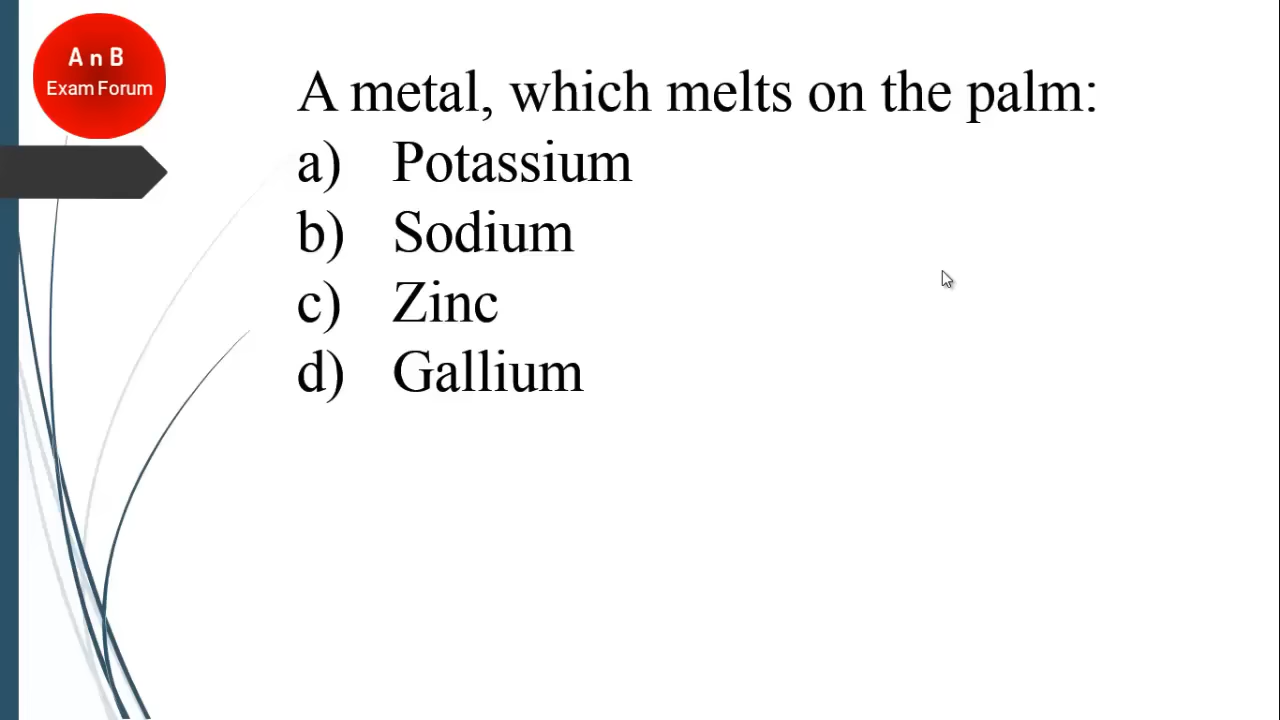 A n B
Exam Forum
A metal, which melts on the palm:
a) Potassium
b) Sodium
c) Zinc
d) Gallium